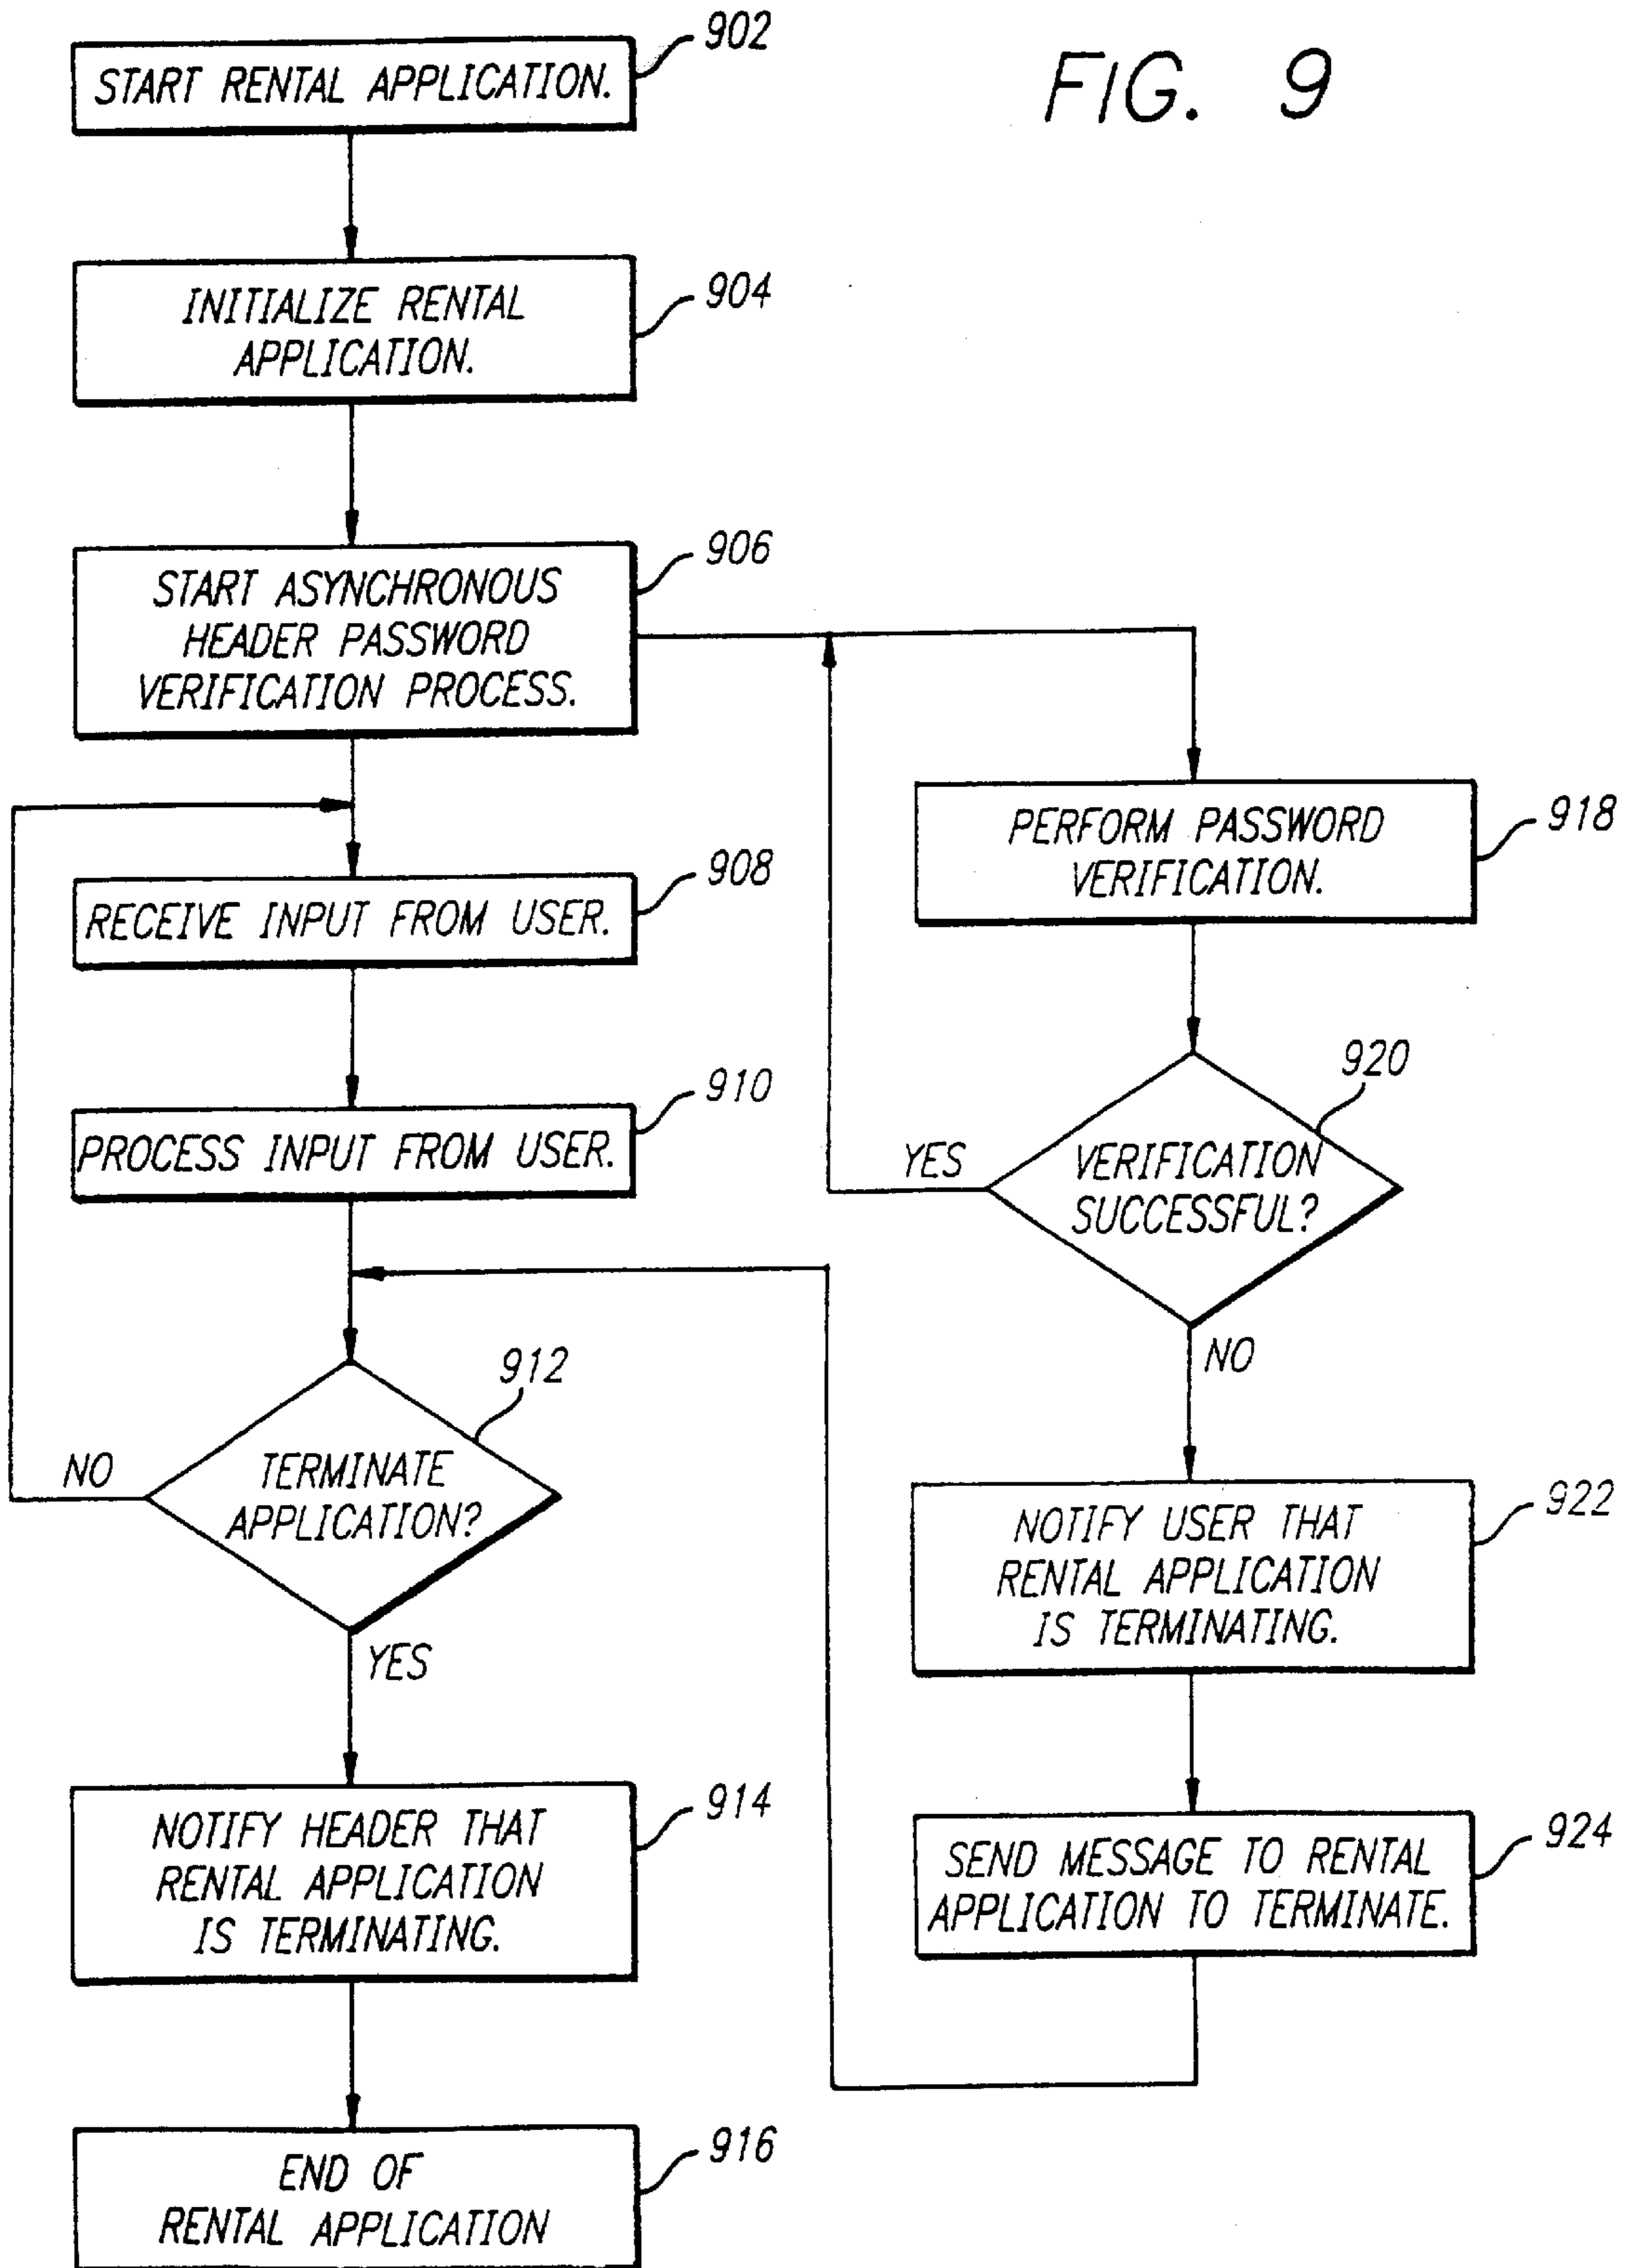 FIG. 9
902
START RENTAL APPLICATION.
904
INITIALIZE RENTAL
APPLICATION.
906
START ASYNCHRONOUS
HEADER PASSWORD
VERIFICATION PROCESS.
908
RECEIVE INPUT FROM USER.
910
PROCESS INPUT FROM USER.
912
TERMINATE
APPLICATION?
NO
YES
914
NOTIFY HEADER THAT
RENTAL APPLICATION
IS TERMINATING.
916
END OF
RENTAL APPLICATION
918
PERFORM PASSWORD
VERIFICATION.
920
VERIFICATION
SUCCESSFUL?
YES
NO
922
NOTIFY USER THAT
RENTAL APPLICATION
IS TERMINATING.
924
SEND MESSAGE TO RENTAL
APPLICATION TO TERMINATE.